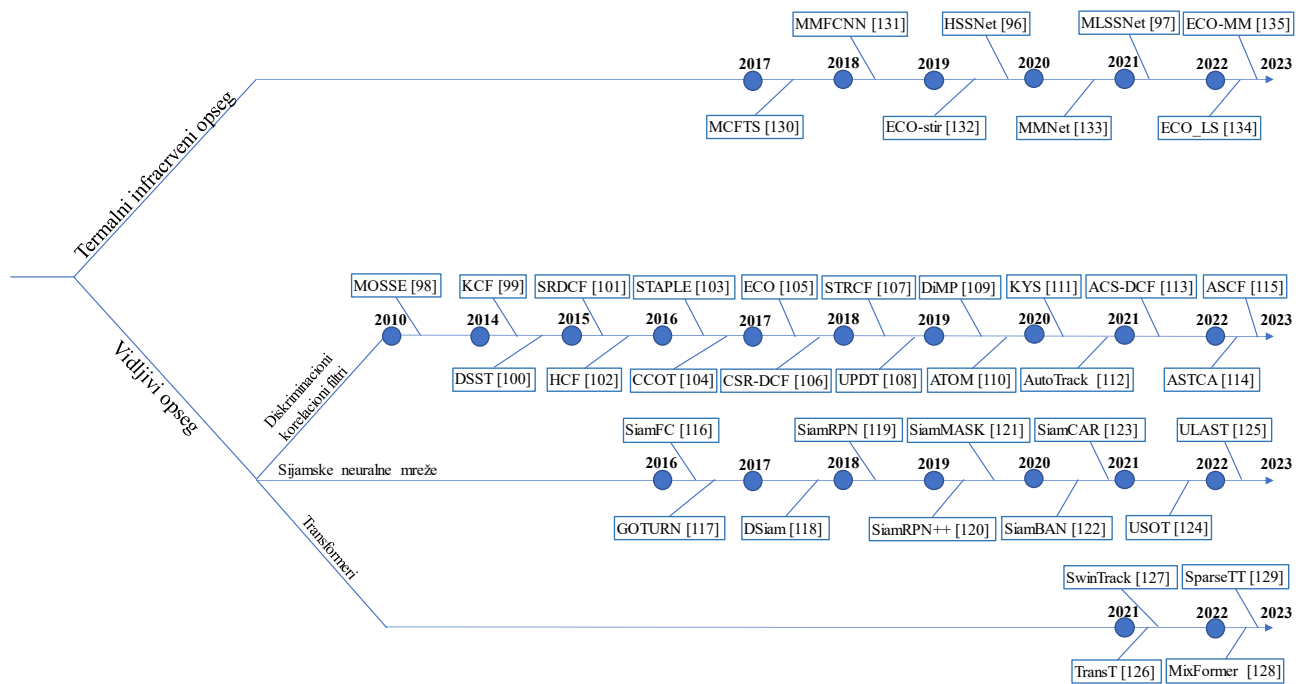 MMFCNN [131]
HSSNet [96]
MLSSNet [97]
ECO-MM [135]
2017
2018
2019
2020
2021
2022
2023
MCFTS [130]
ECO-stir [132]
MMNet [133]
ECO_LS [134]
Termalni infracrveni opseg
Vidljivi opseg
MOSSE [98]
KCF [99]
SRDCF [101]
STAPLE [103]
ECO [105]
STRCF [107]
DiMP [109]
KYS [111]
ACS-DCF [113]
ASCF [115]
2010
2014
2015
2016
2017
2018
2019
2020
2021
2022
2023
DSST [100]
HCF [102]
CCOT [104]
CSR-DCF [106]
UPDT [108]
ATOM [110]
AutoTrack [112]
ASTCA [114]
Diskriminacioni
korelacioni filtri
SiamFC [116]
SiamRPN [119]
SiamMASK [121]
SiamCAR [123]
ULAST [125]
Sijamske neuralne mreže
2016
2017
2018
2019
2020
2021
2022
2023
GOTURN [117]
DSiam [118]
SiamRPN++ [120]
SiamBAN [122]
USOT [124]
Transformeri
SwinTrack [127]
SparseTT [129]
2021
2022
2023
TransT [126]
MixFormer [128]